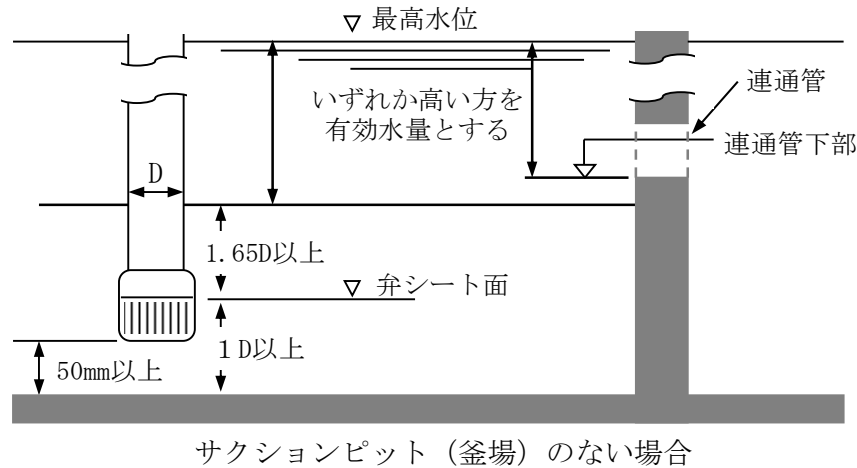 最高水位
いずれか高い方を
有効水量とする
連通管
連通管下部
D
1.65D以上
弁シート面
1D以上
50mm以上
サクションピット（釜場）のない場合